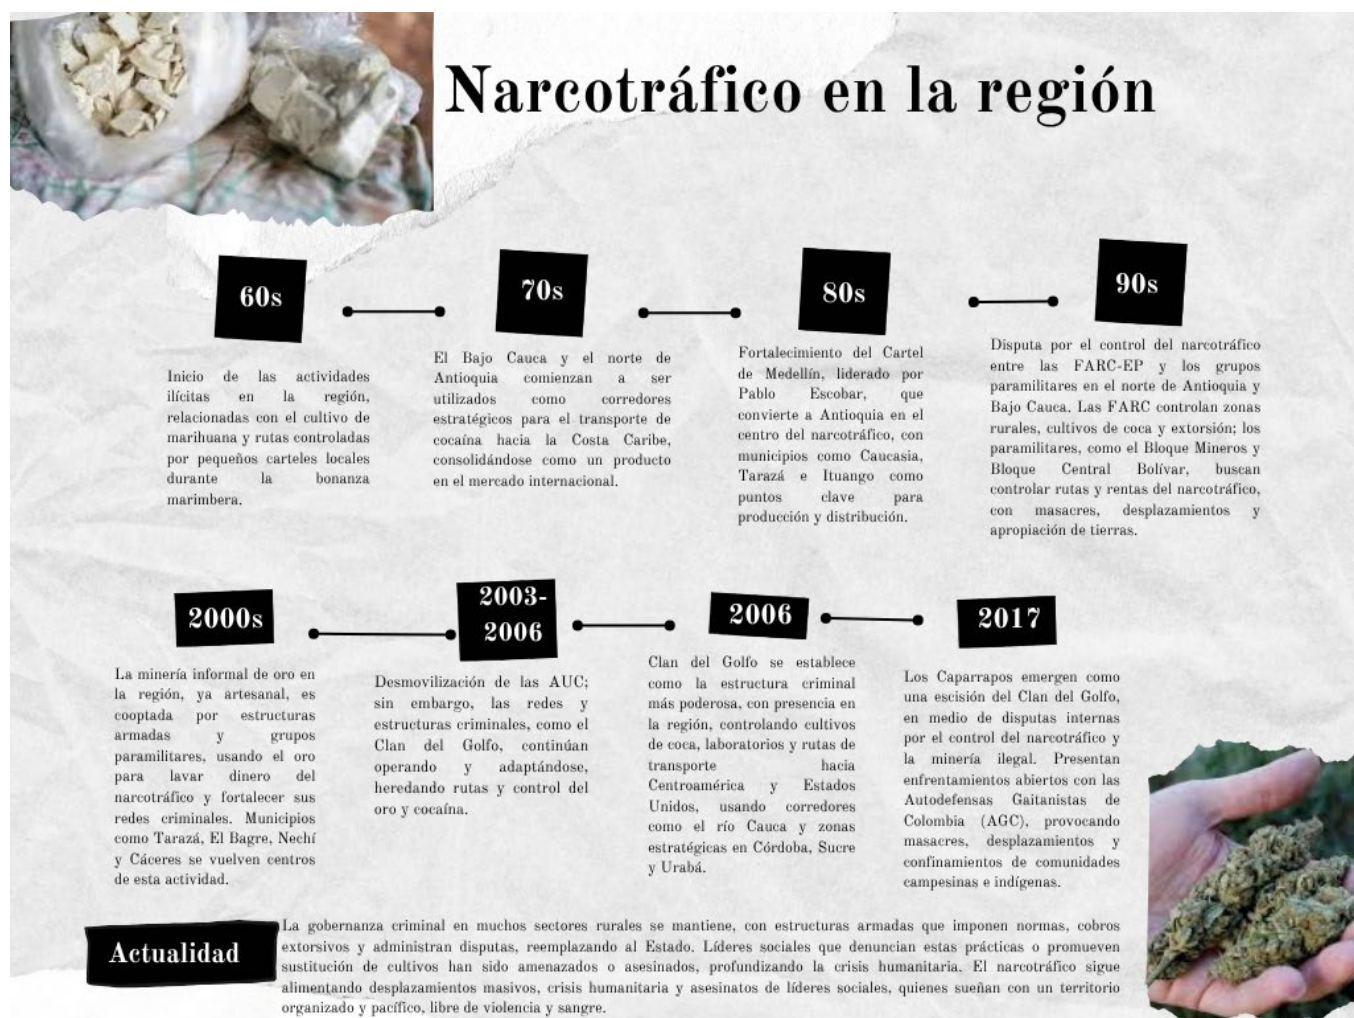 Narcotráfico en la región
60s
Inicio de las actividades
ilícitas en la región,
relacionadas con el cultivo de
marihuana y rutas controladas
por pequeños carteles locales
durante la bonanza
marimbera.
70s
El Bajo Cauca y el norte de
Antioquia comienzan a ser
utilizados como corredores
estratégicos para el transporte de
cocaína hacia la Costa Caribe,
consolidándose como un producto
en el mercado internacional.
80s
Fortalecimiento del Cartel
de Medellín, liderado por
Pablo Escobar, que
convierte a Antioquia en el
centro del narcotráfico, con
municipios como Caucasia,
Tarazá e Ituango como
puntos clave para
producción y distribución.
90s
Disputa por el control del narcotráfico
entre las FARC-EP y los grupos
paramilitares en el norte de Antioquia y
Bajo Cauca. Las FARC controlan zonas
rurales, cultivos de coca y extorsión; los
paramilitares, como el Bloque Mineros y
Bloque Central Bolívar, buscan
controlar rutas y rentas del narcotráfico,
con masacres, desplazamientos y
apropiación de tierras.
2000s
La minería informal de oro en
la región, ya artesanal, es
cooptada por estructuras
armadas y grupos
paramilitares, usando el oro
para lavar dinero del
narcotráfico y fortalecer sus
redes criminales. Municipios
como Tarazá, El Bagre, Nechí
y Cáceres se vuelven centros
de esta actividad.
2003-
2006
Desmovilización de las AUC;
sin embargo, las redes y
estructuras criminales, como el
Clan del Golfo, continúan
operando y adaptándose,
heredando rutas y control del
oro y cocaína.
2006
Clan del Golfo se establece
como la estructura criminal
más poderosa, con presencia en
la región, controlando cultivos
de coca, laboratorios y rutas de
transporte hacia
Centroamérica y Estados
Unidos, usando corredores
como el río Cauca y zonas
estratégicas en Córdoba, Sucre
y Urabá.
2017
Los Caparrapos emergen como
una escisión del Clan del Golfo,
en medio de disputas internas
por el control del narcotráfico y
la minería ilegal. Presentan
enfrentamientos abiertos con las
Autodefensas Gaitanistas de
Colombia (AGC), provocando
masacres, desplazamientos y
confinamientos de comunidades
campesinas e indígenas.
Actualidad
La gobernanza criminal en muchos sectores rurales se mantiene, con estructuras armadas que imponen normas, cobros
extorsivos y administran disputas, reemplazando al Estado. Líderes sociales que denuncian estas prácticas o promueven
sustitución de cultivos han sido amenazados o asesinados, profundizando la crisis humanitaria. El narcotráfico sigue
alimentando desplazamientos masivos, crisis humanitaria y asesinatos de líderes sociales, quienes sueñan con un territorio
organizado y pacífico, libre de violencia y sangre.